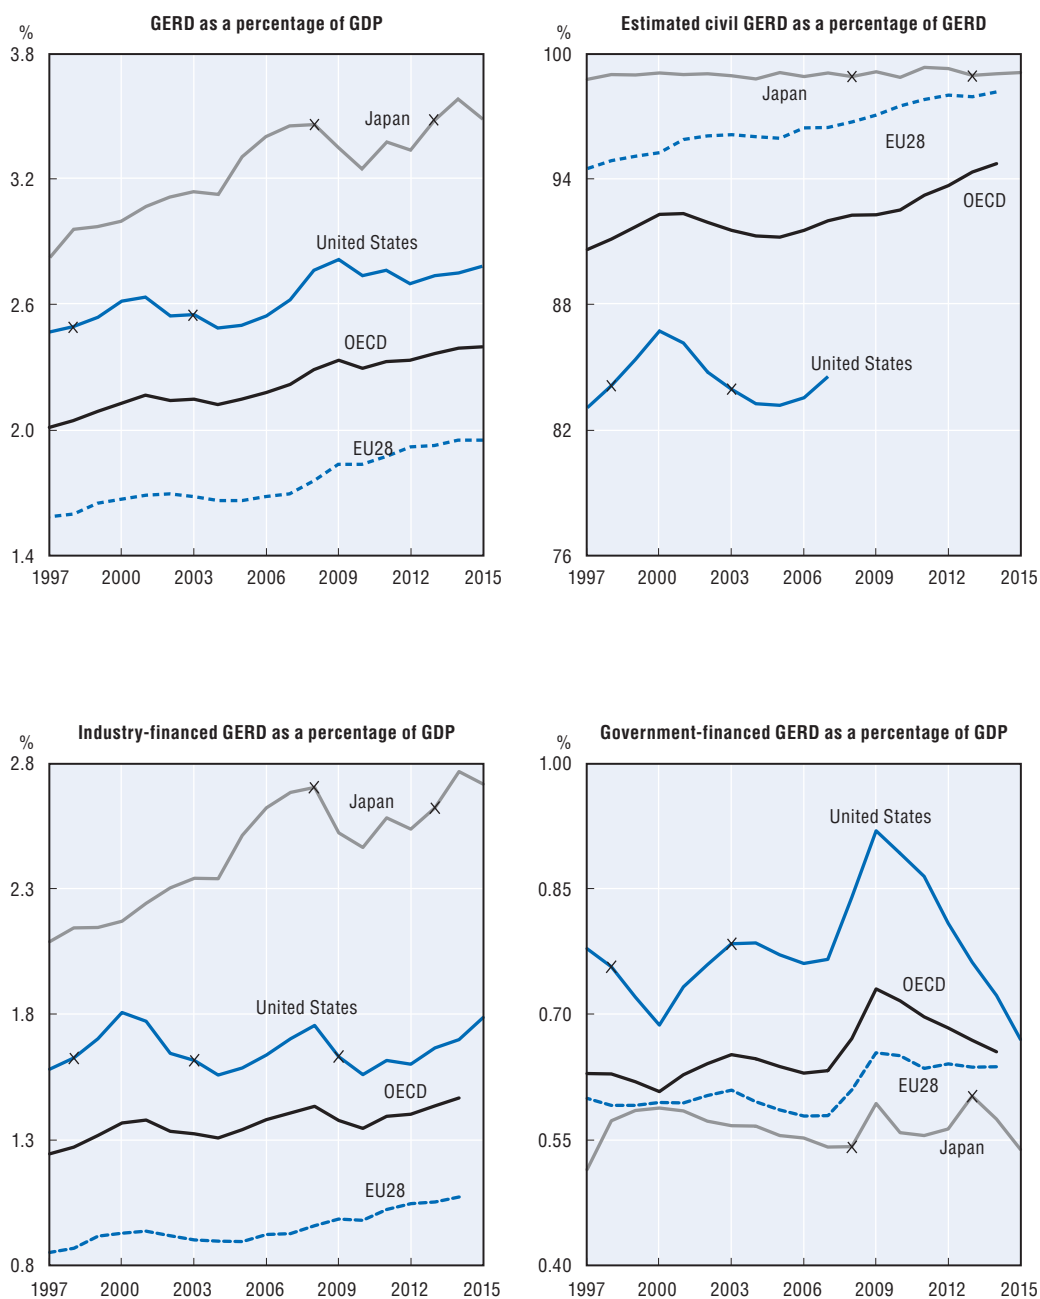 GERD as a percentage of GDP
%
3.8
3.2
2.6
2.0
1.4
Japan
United States
OECD
EU28
1997 2000 2003 2006 2009 2012 2015
Estimated civil GERD as a percentage of GERD
%
100
94
88
82
76
Japan
EU28
OECD
United States
1997 2000 2003 2006 2009 2012 2015
Industry-financed GERD as a percentage of GDP
%
2.8
2.3
1.8
1.3
0.8
Japan
United States
OECD
EU28
1997 2000 2003 2006 2009 2012 2015
Government-financed GERD as a percentage of GDP
%
1.00
0.85
0.70
0.55
0.40
United States
OECD
EU28
Japan
1997 2000 2003 2006 2009 2012 2015